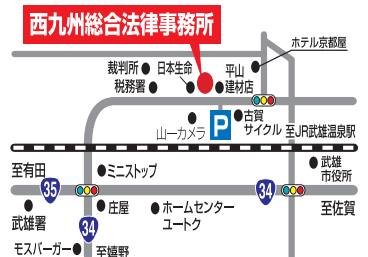 西九州総合法律事務所
ホテル京都屋
裁判所
日本生命
平山
建材店
税務署
P
山一カメラ
古賀
サイクル
至JR武雄温泉駅
至有田
ミニストップ
武雄
市役所
35
34
庄屋
ホームセンター
ユートク
至佐賀
武雄署
34
モスバーガー
至嬉野